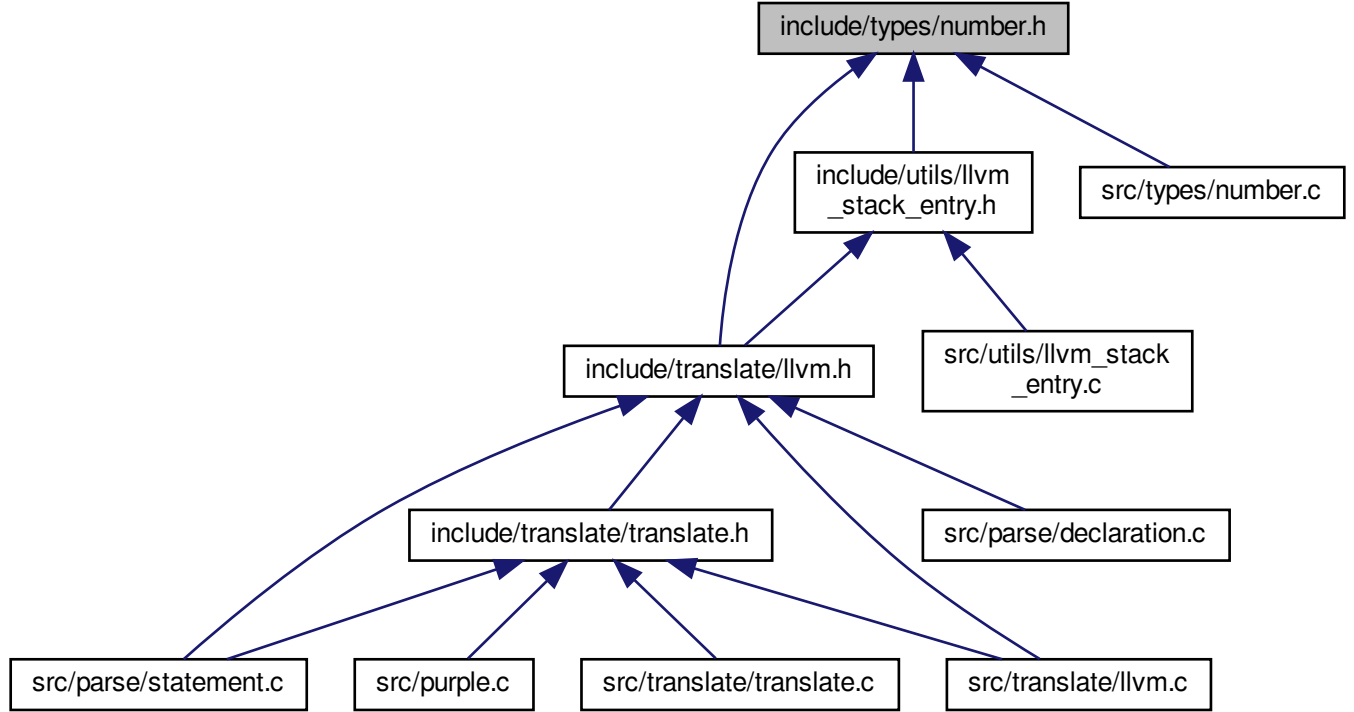 include/types/number.h
include/utils/llvm
_stack_entry.h
src/types/number.c
include/translate/llvm.h
src/utils/llvm_stack
_entry.c
include/translate/translate.h
src/parse/declaration.c
src/parse/statement.c
src/purple.c
src/translate/translate.c
src/translate/llvm.c